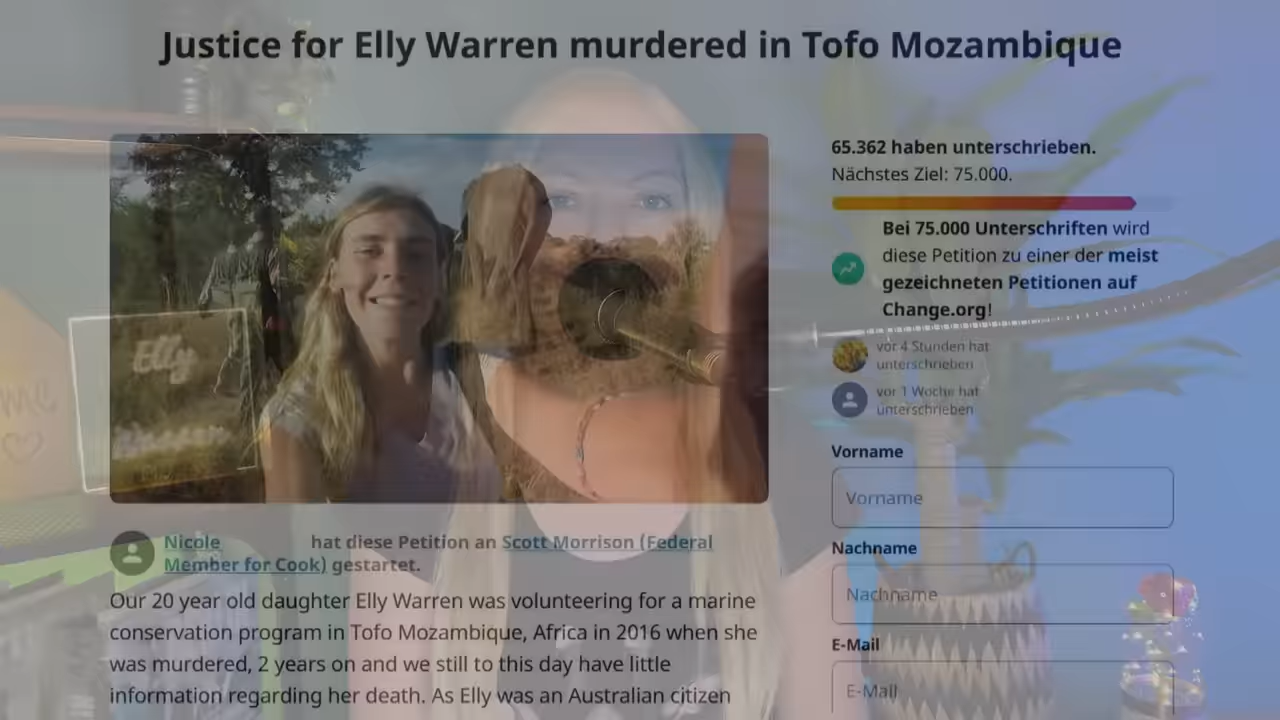 Justice for Elly Warren murdered in Tofo Mozambique
65.362 haben unterschrieben.
Nächstes Ziel: 75.000.
Bei 75.000 Unterschriften wird
diese Petition zu einer der meist
gezeichneten Petitionen auf
Change.org!
vor 4 Stunden hat
unterschrieben
vor 1 Woche hat
unterschrieben
Vorname
Vorname
Nachname
Nachname
E-Mail
E-Mail
me
Elly
Warren
Nicole hat diese Petition an Scott Morrison (Federal
Member for Cook) gestartet.
Our 20 year old daughter Elly Warren was volunteering for a marine
conservation program in Tofo Mozambique, Africa in 2016 when she
was murdered, 2 years on and we still to this day have little
information regarding her death. As Elly was an Australian citizen